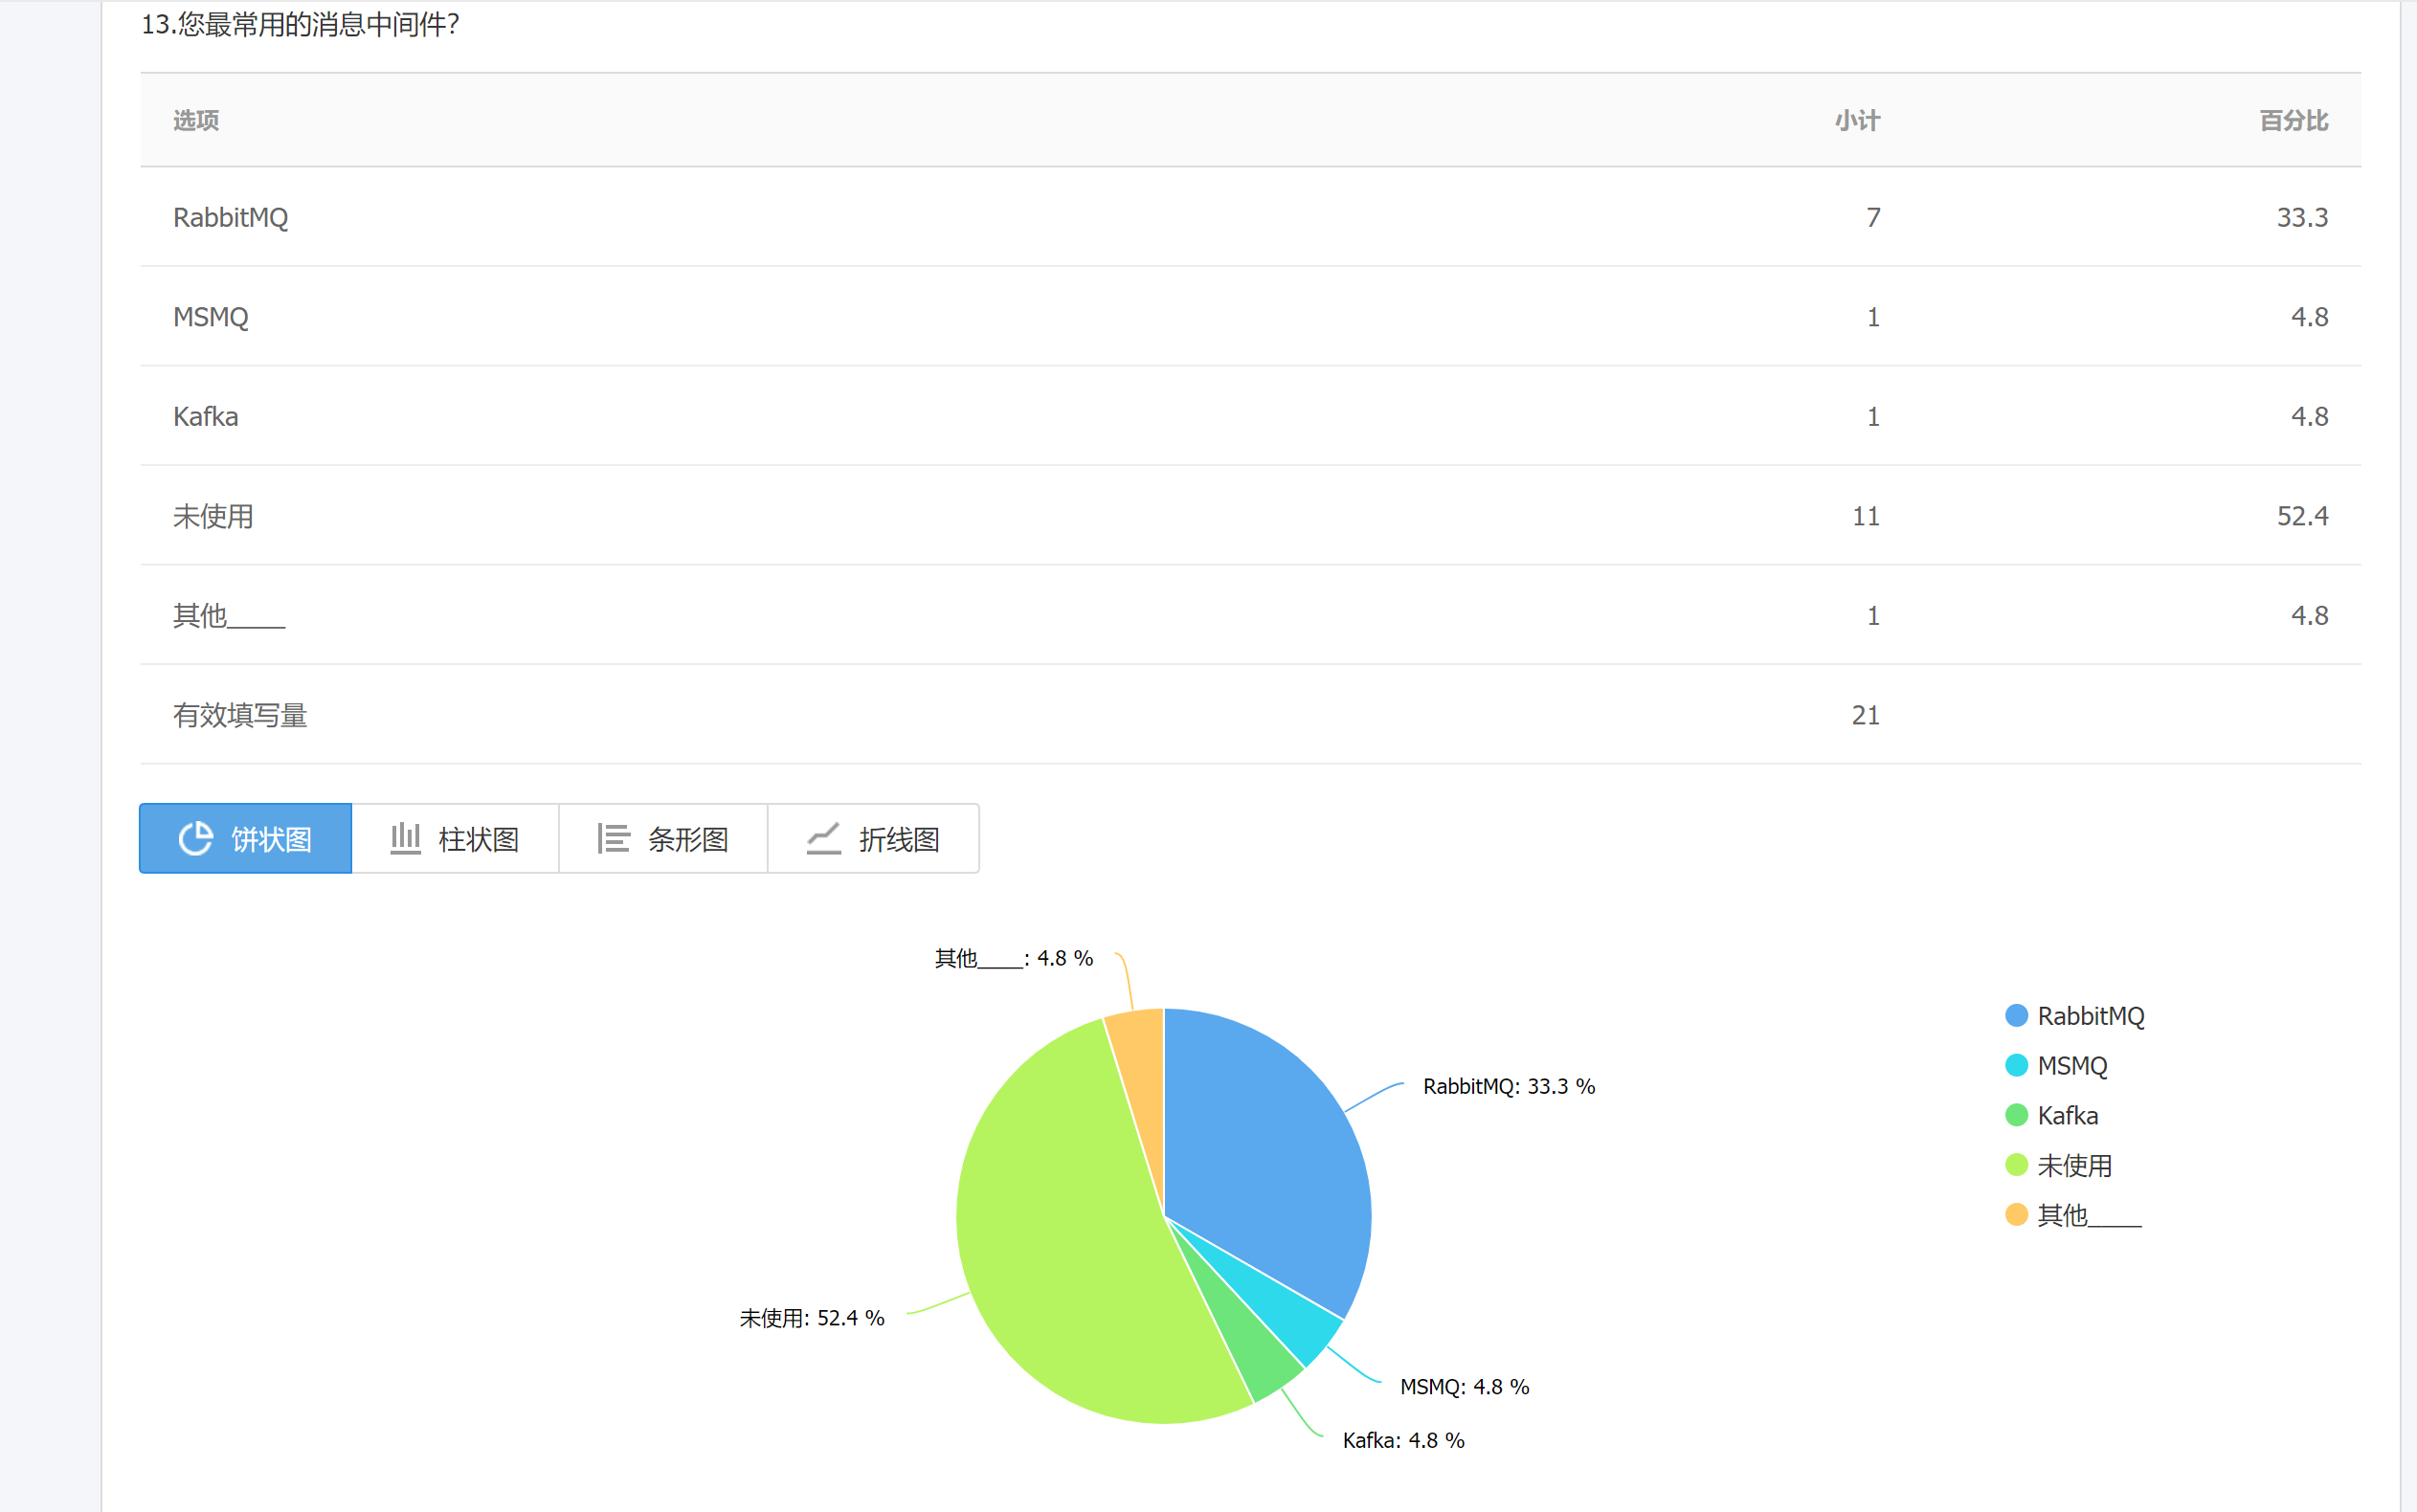 13.您最常用的消息中间件?
选项 小计 百分比
RabbitMQ 7 33.3
MSMQ 1 4.8
Kafka 1 4.8
未使用 11 52.4
其他____ 1 4.8
有效填写量 21
饼状图 柱状图 条形图 折线图
其他____: 4.8 %
RabbitMQ: 33.3 %
未使用: 52.4 %
MSMQ: 4.8 %
Kafka: 4.8 %
RabbitMQ
MSMQ
Kafka
未使用
其他____